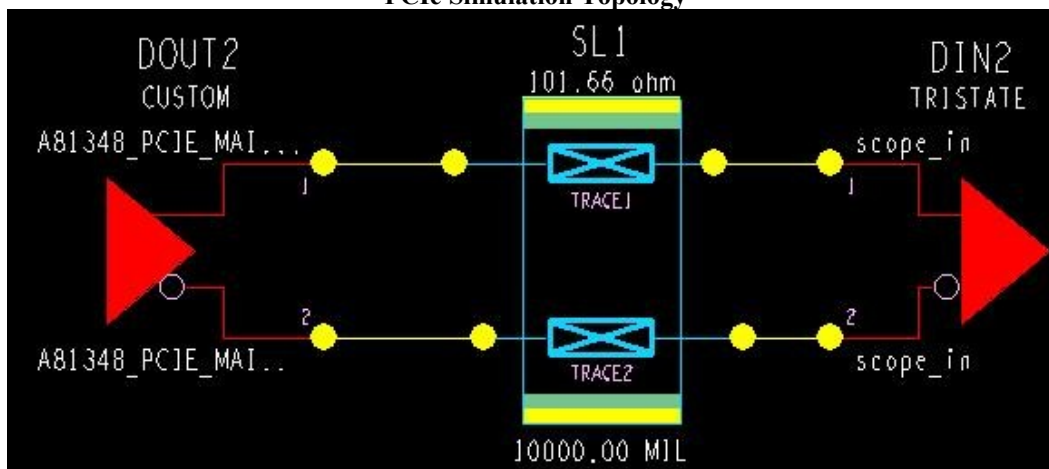 PCIe Simulation Topology
DOUT2
CUSTOM
A81348_PCIE_MAI...
SL1
101.66 ohm
DIN2
TRISTATE
scope_in
1
TRACE1
1
2
TRACE2
2
A81348_PCIE_MAI..
scope_in
10000.00 MIL